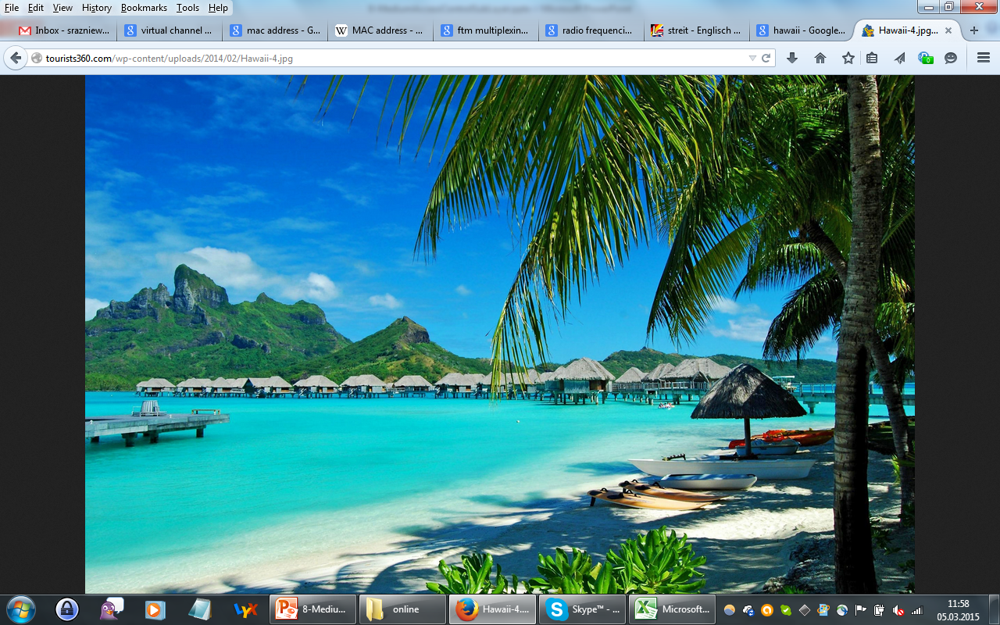 File Edit View History Bookmarks Tools Help
Inbox - srazniew... virtual channel ... mac address - G... MAC address - ... ftm multiplexin... radio frequenci... streit - Englisch ... hawaii - Google... Hawaii-4.jpg...
tourists360.com/wp-content/uploads/2014/02/Hawaii-4.jpg
8-Mediu... online Hawaii-4.... Skype™ - ... Microsoft...
11:58
05.03.2015